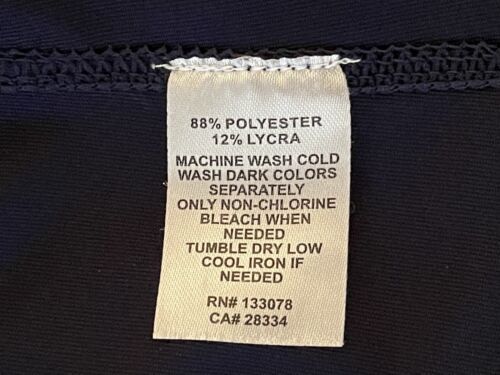 88% POLYESTER
12% LYCRA
MACHINE WASH COLD
WASH DARK COLORS
SEPARATELY
ONLY NON-CHLORINE
BLEACH WHEN
NEEDED
TUMBLE DRY LOW
COOL IRON IF
NEEDED
RN# 133078
CA# 28334